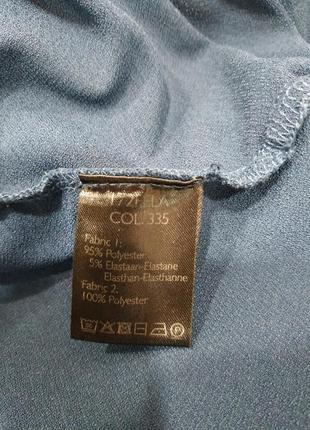 COL. 335
Fabric 1:
95% Polyester
5% Elastaan-Elastane
Elasthan-Elasthanne
Fabric 2:
100% Polyester